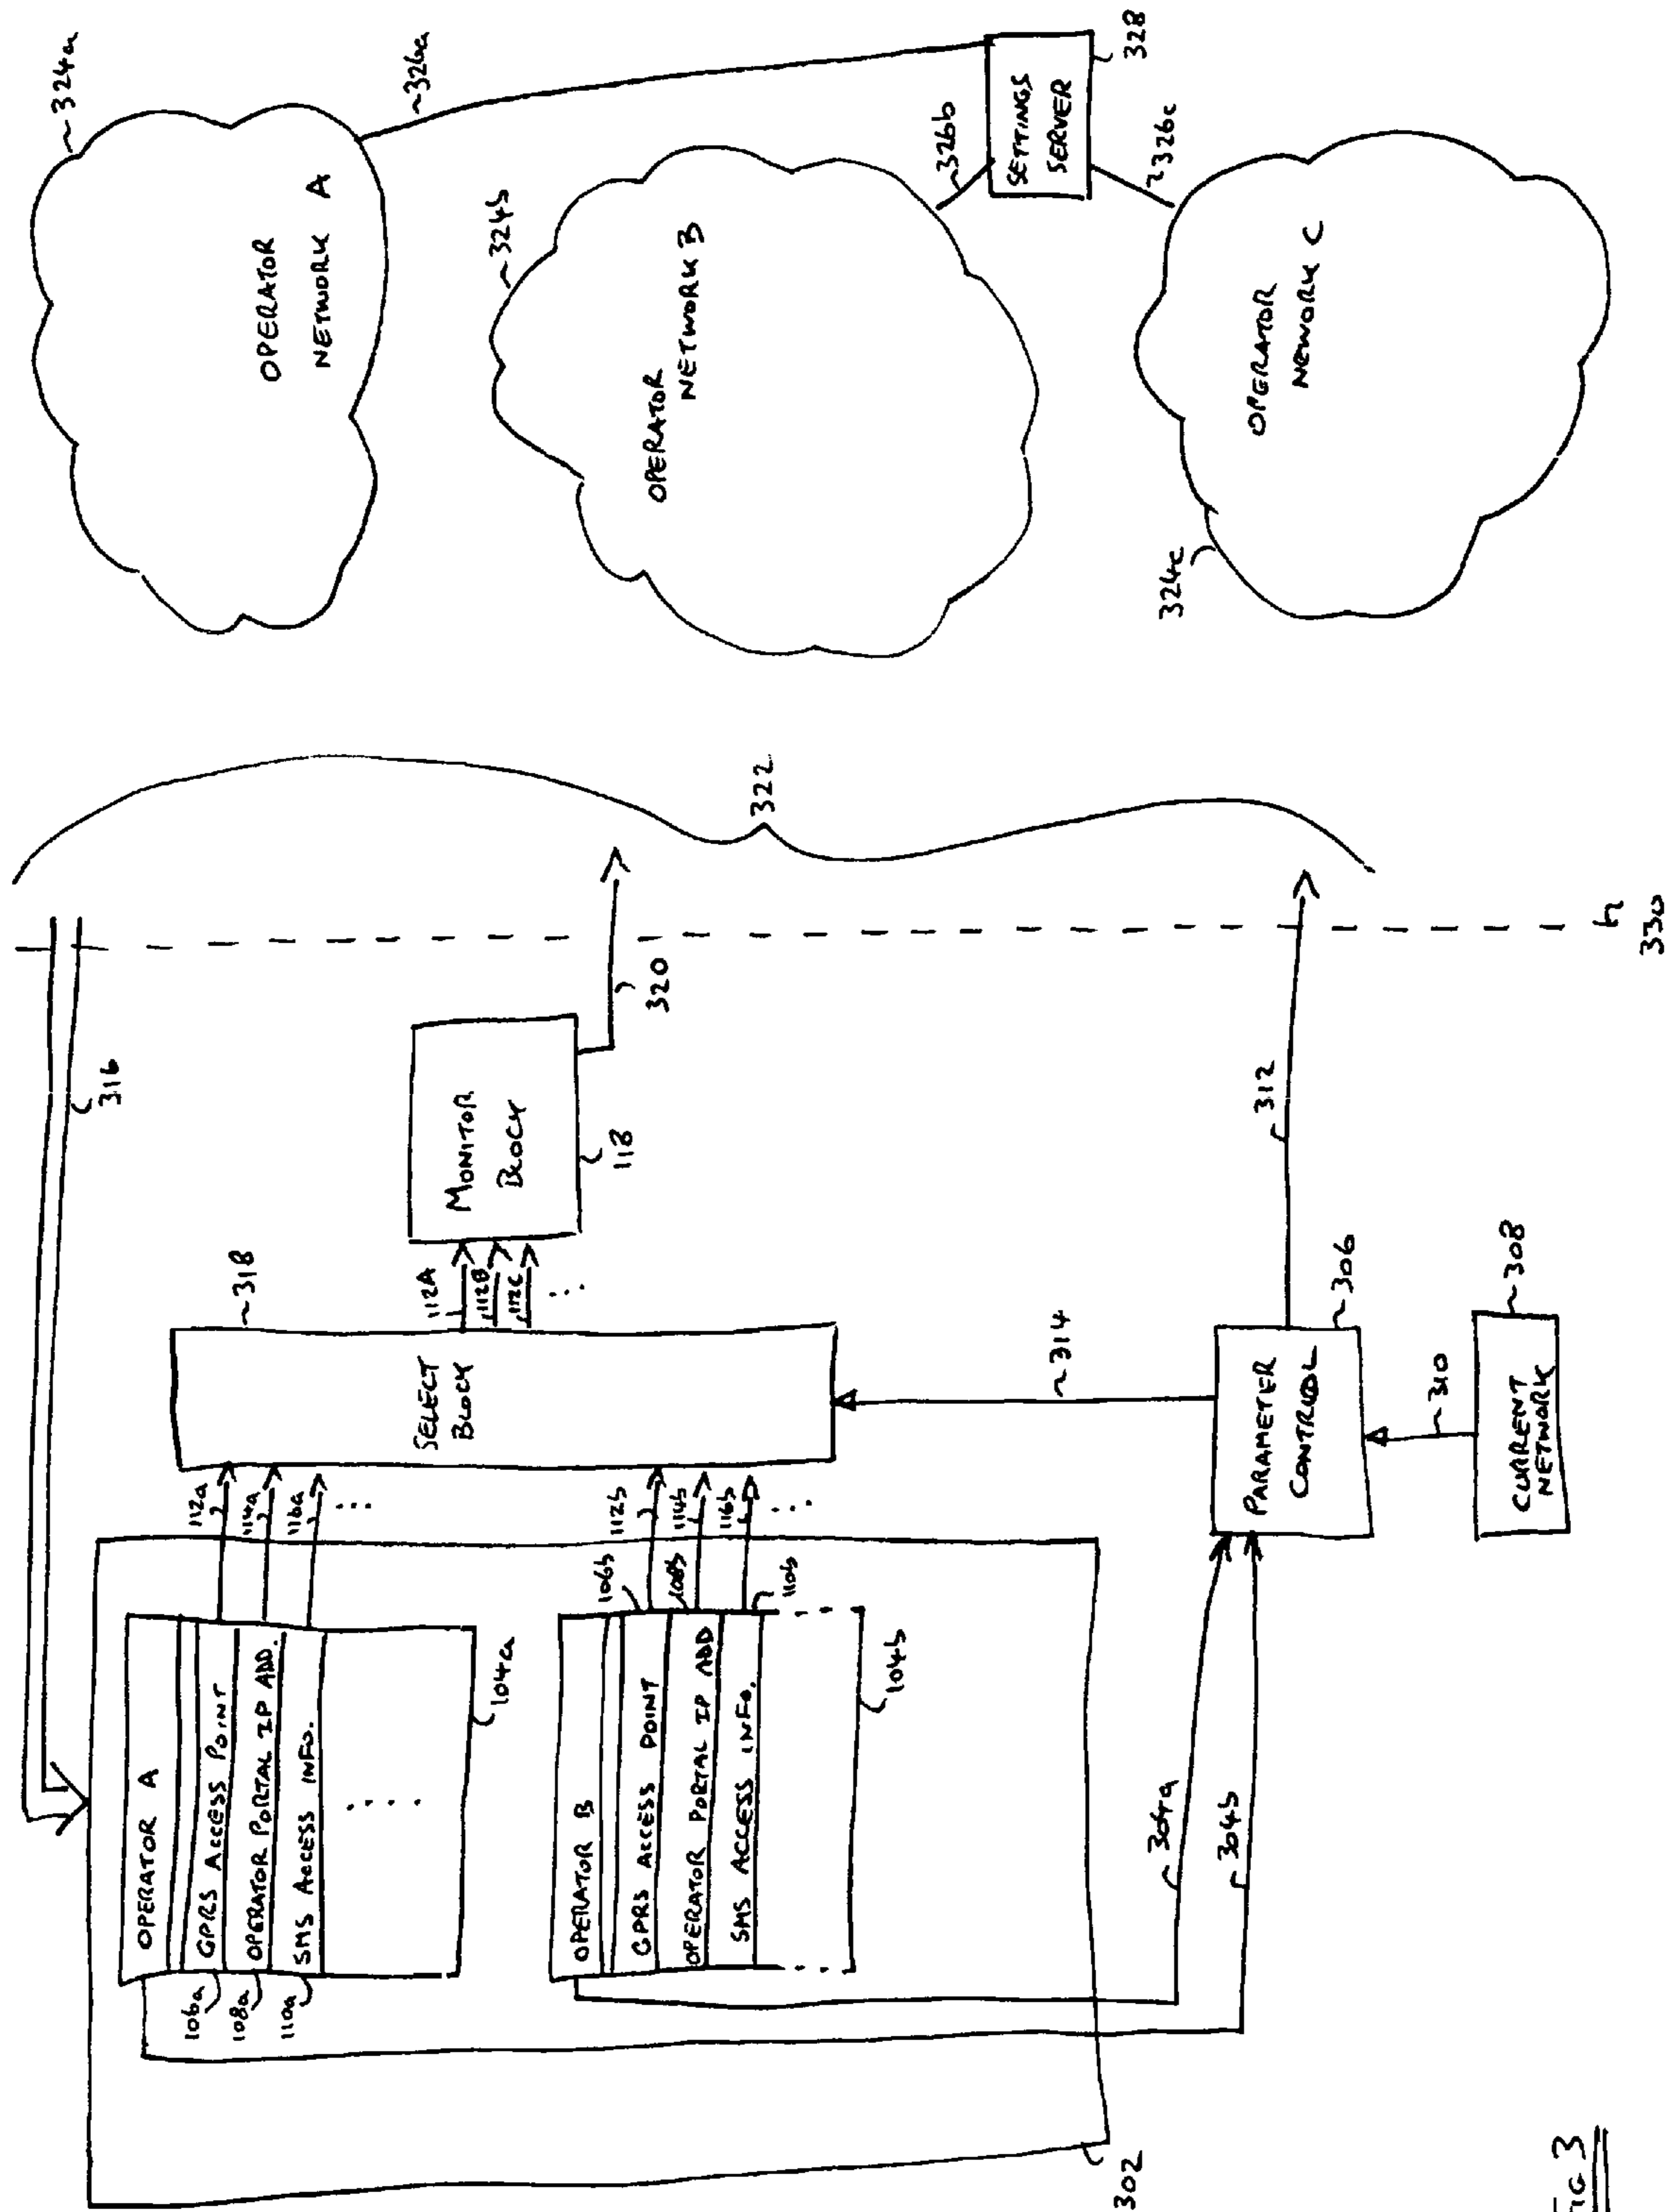 316
OPERATOR A
GPRS ACCESS POINT
OPERATOR PORTAL IP ADD.
SMS ACCESS INFO.
....
106a
108a
110a
104a
112a
114a
116a
...
OPERATOR B
GPRS ACCESS POINT
OPERATOR PORTAL IP ADD
SMS ACCESS INFO.
106b
108b
110b
104b
112b
114b
116b
...
302
304a
304b
SELECT
BLOCK
318
112A
112B
112C
...
MONITOR
BLOCK
118
320
314
PARAMETER
CONTROL
306
312
310
CURRENT
NETWORK
308
322
330
OPERATOR
NETWORK A
324a
326a
OPERATOR
NETWORK B
324b
326b
SETTINGS
SERVER
328
326c
OPERATOR
NEWORK C
324c
FIG 3